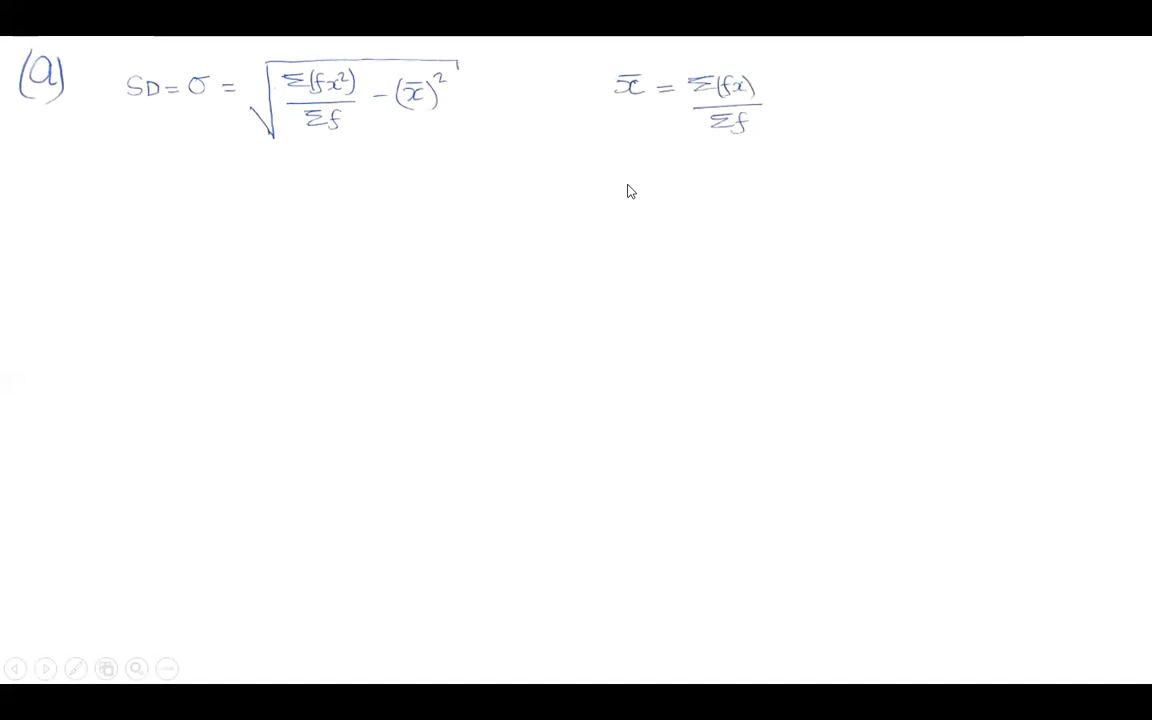 (a) SD = σ = √(Σ(fx²)/Σf − (x̄)²) x̄ = Σ(fx)/Σf